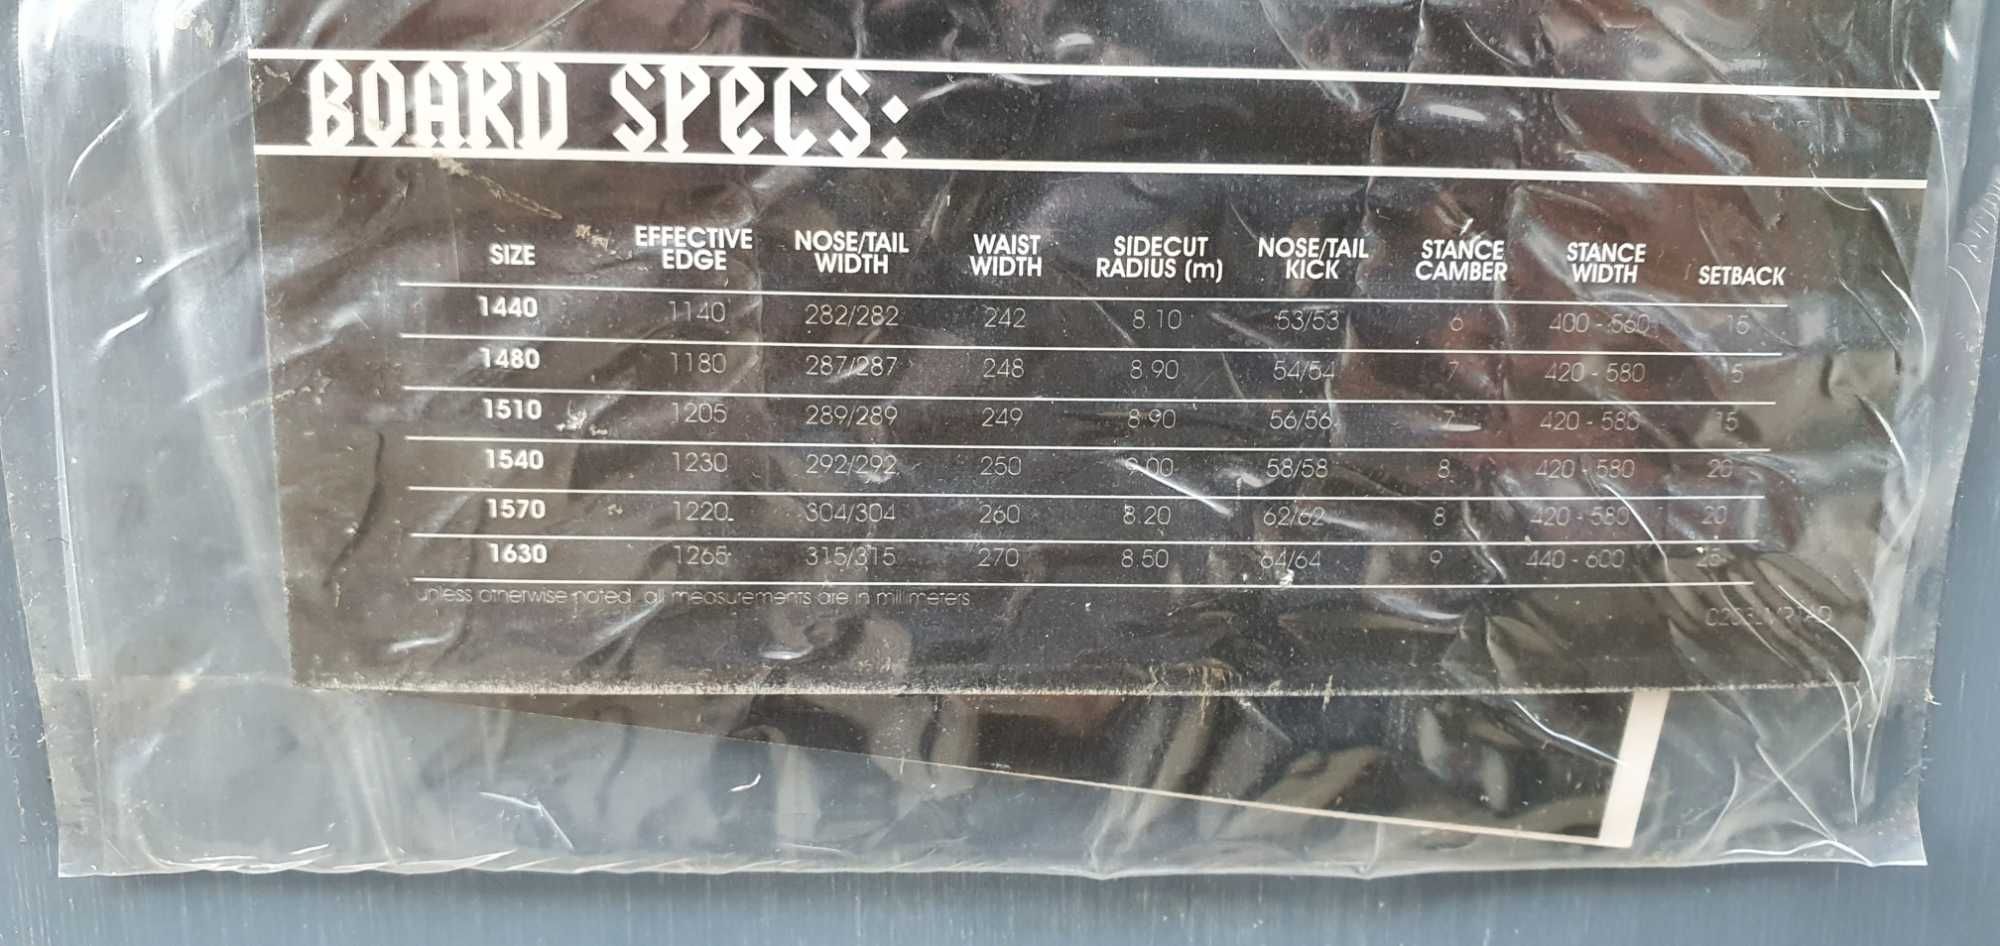 BOARD SPECS:
SIZE EFFECTIVE EDGE NOSE/TAIL WIDTH WAIST WIDTH SIDECUT RADIUS (m) NOSE/TAIL KICK STANCE CAMBER STANCE WIDTH SETBACK
1440 1140 282/282 242 8.10 53/53 6 400 - 560 15
1480 1180 287/287 248 8.90 54/54 7 420 - 580 15
1510 1205 289/289 249 8.90 56/56 7 420 - 580 15
1540 1230 292/292 250 9.00 58/58 8 420 - 580 20
1570 1220 304/304 260 8.20 62/62 8 420 - 580 20
1630 1265 315/315 270 8.50 64/64 9 440 - 600 25
unless otherwise noted, all measurements are in millimeters